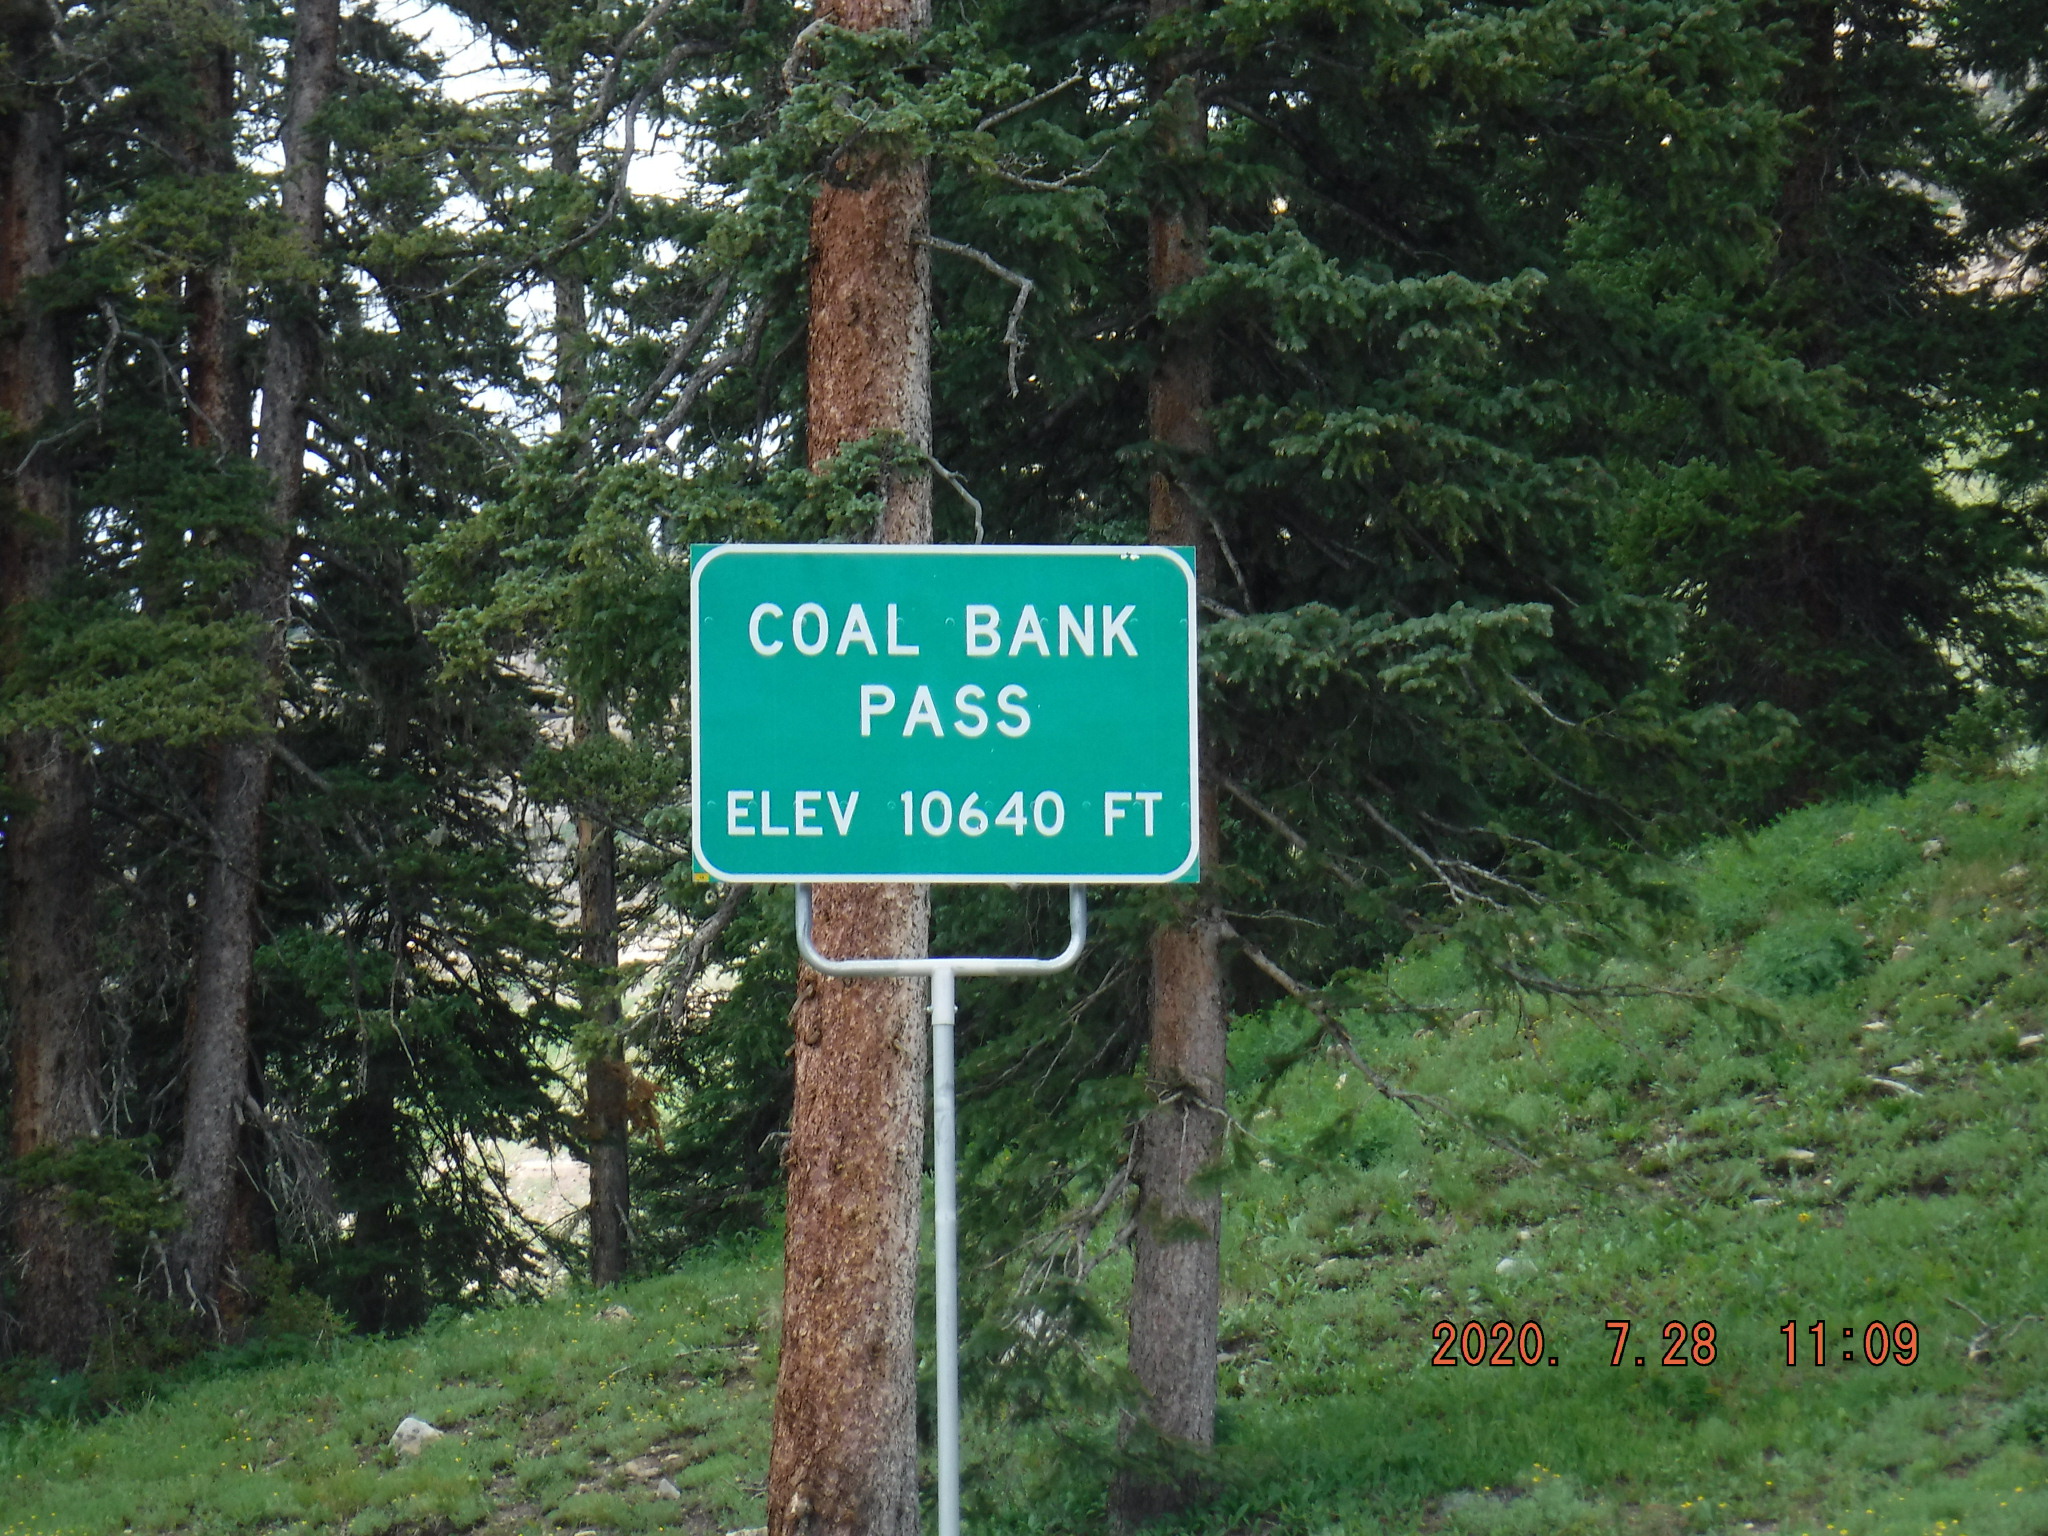 COAL BANK
PASS
ELEV 10640 FT
2020. 7.28 11:09